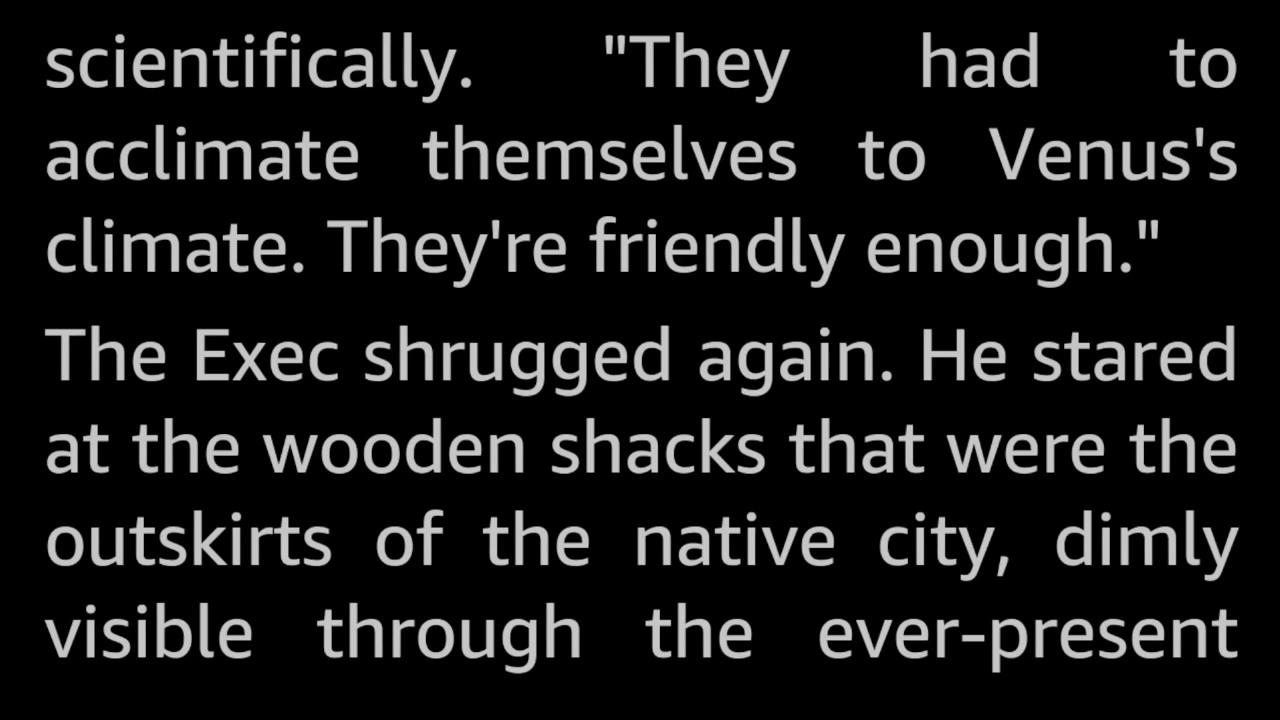 scientifically. "They had to
acclimate themselves to Venus's
climate. They're friendly enough."
The Exec shrugged again. He stared
at the wooden shacks that were the
outskirts of the native city, dimly
visible through the ever-present